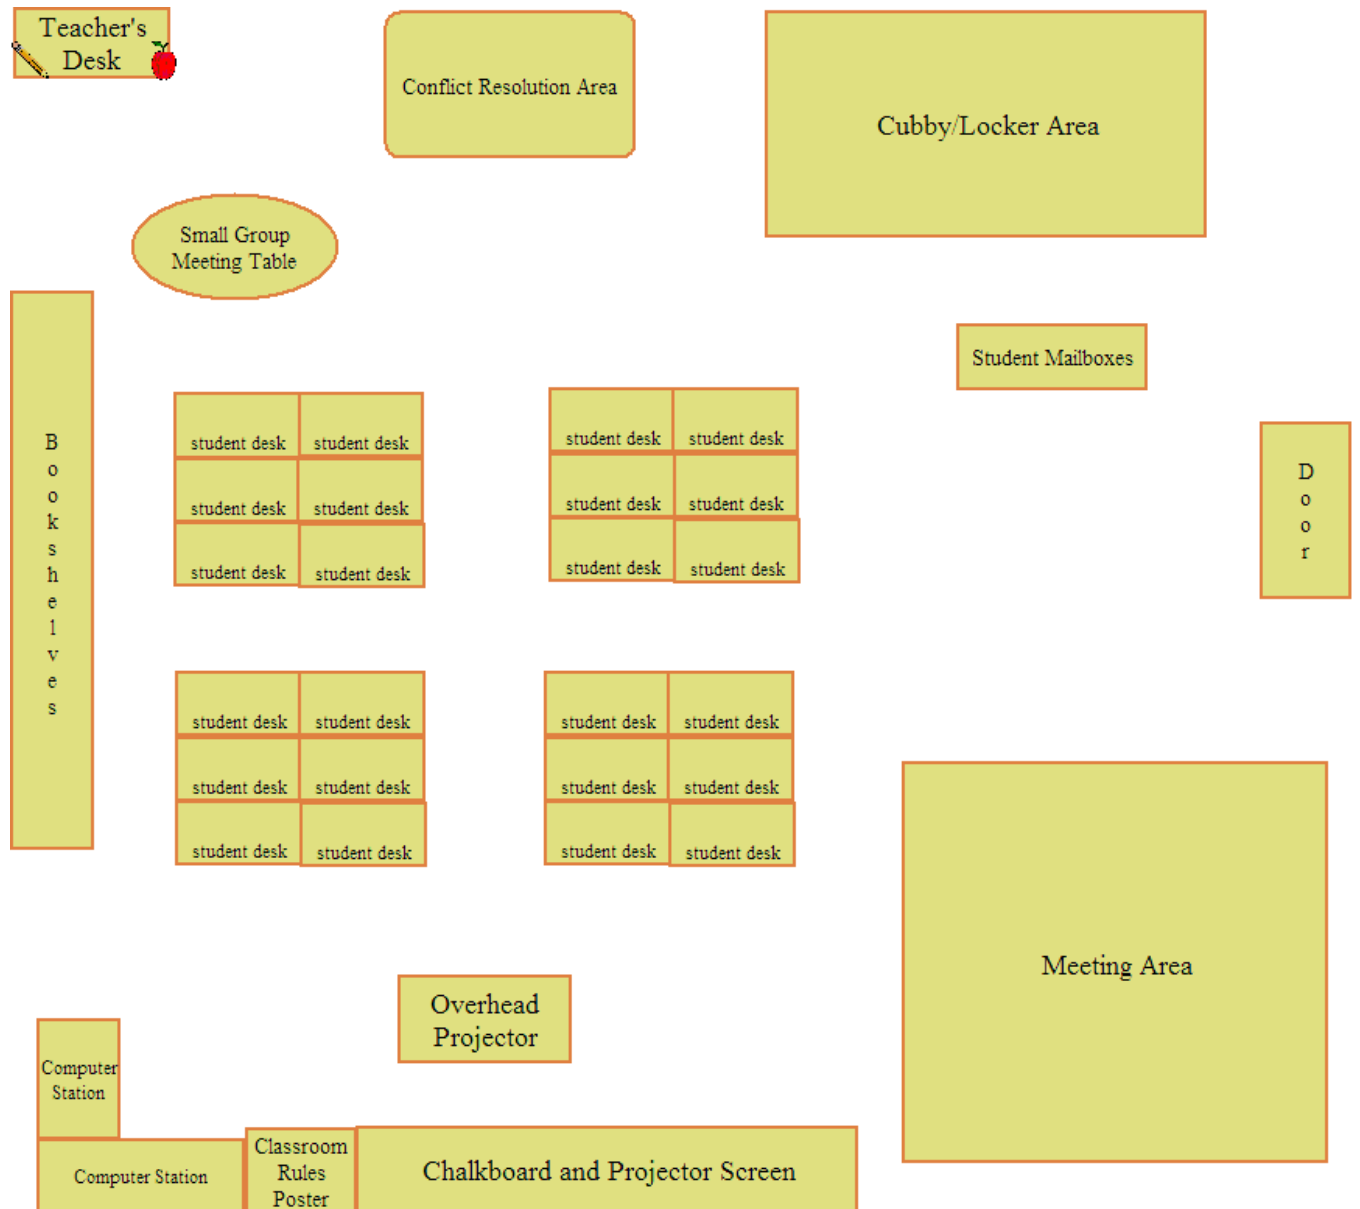 Teacher's
Desk
Conflict Resolution Area
Cubby/Locker Area
Small Group
Meeting Table
Student Mailboxes
B
o
o
k
s
h
e
l
v
e
s
student desk student desk
student desk student desk
student desk student desk
student desk student desk
student desk student desk
student desk student desk
D
o
o
r
student desk student desk
student desk student desk
student desk student desk
student desk student desk
student desk student desk
student desk student desk
Meeting Area
Overhead
Projector
Computer
Station
Computer Station
Classroom
Rules
Poster
Chalkboard and Projector Screen